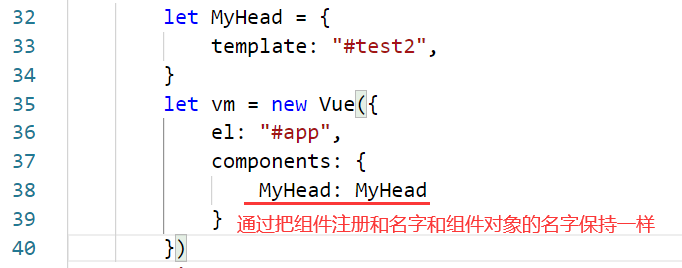 32 let MyHead = {
33 template: "#test2",
34 }
35 let vm = new Vue({
36 el: "#app",
37 components: {
38 MyHead: MyHead
39 } 通过把组件注册和名字和组件对象的名字保持一样
40 })